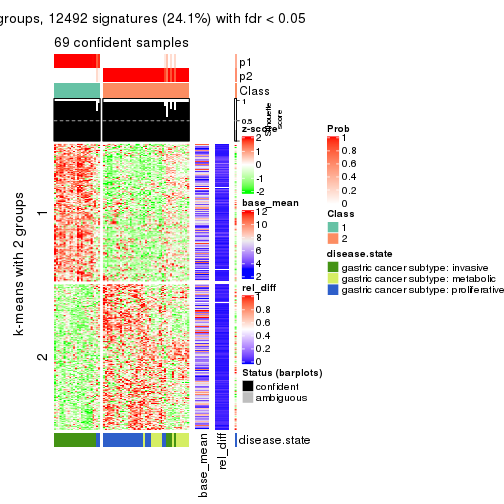 groups, 12492 signatures (24.1%) with fdr < 0.05
69 confident samples
p1
p2
Class
1
0.5
0
Silhouette
score
k-means with 2 groups
1
2
z-score
2
1
0
-1
-2
base_mean
12
10
8
6
4
2
rel_diff
1
0.8
0.6
0.4
0.2
0
Status (barplots)
confident
ambiguous
Prob
1
0.8
0.6
0.4
0.2
0
Class
1
2
disease.state
gastric cancer subtype: invasive
gastric cancer subtype: metabolic
gastric cancer subtype: proliferative
disease.state
base_mean
rel_diff